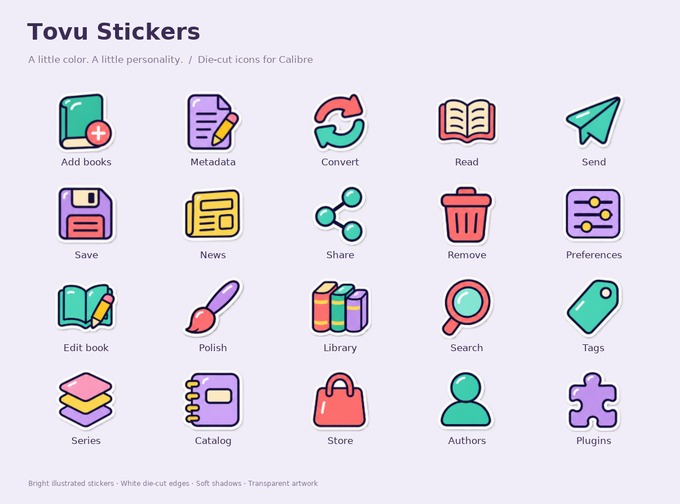 Tovu Stickers
A little color. A little personality. / Die-cut icons for Calibre
Add books
Metadata
Convert
Read
Send
Save
News
Share
Remove
Preferences
Edit book
Polish
Library
Search
Tags
Series
Catalog
Store
Authors
Plugins
Bright illustrated stickers · White die-cut edges · Soft shadows · Transparent artwork